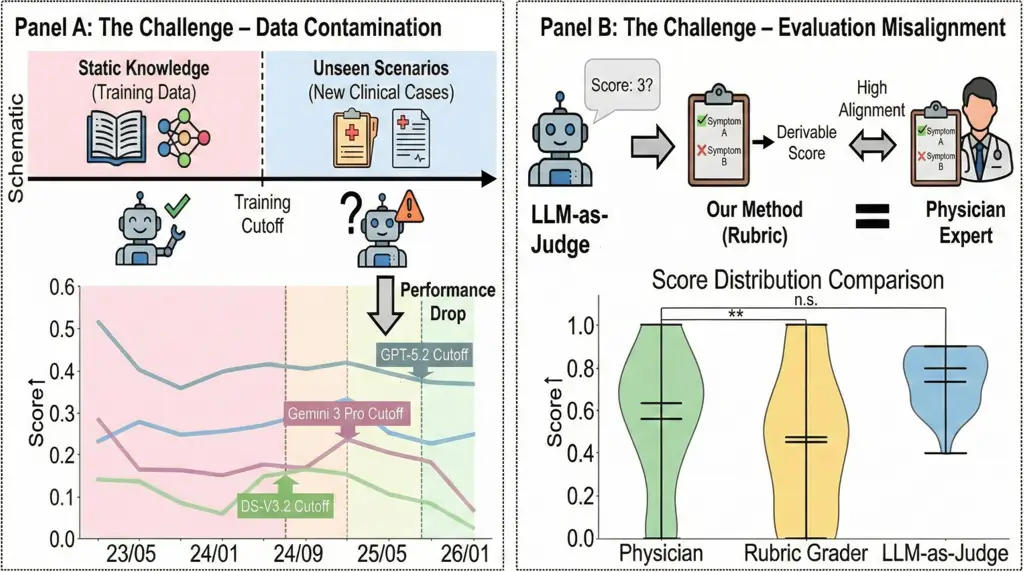 Panel A: The Challenge – Data Contamination
Schematic
Static Knowledge
(Training Data)
Unseen Scenarios
(New Clinical Cases)
Training
Cutoff
?
Performance
Drop
Score↑
0.6
0.5
0.4
0.3
0.2
0.1
0.0
GPT-5.2 Cutoff
Gemini 3 Pro Cutoff
DS-V3.2 Cutoff
23/05
24/01
24/09
25/05
26/01
Panel B: The Challenge – Evaluation Misalignment
Score: 3?
LLM-as-
Judge
Symptom
A
Symptom
B
Our Method
(Rubric)
Derivable
Score
High
Alignment
=
Symptom
A
Symptom
B
Physician
Expert
Score Distribution Comparison
n.s.
**
Score↑
1.0
0.8
0.6
0.4
0.2
0.0
Physician
Rubric Grader
LLM-as-Judge